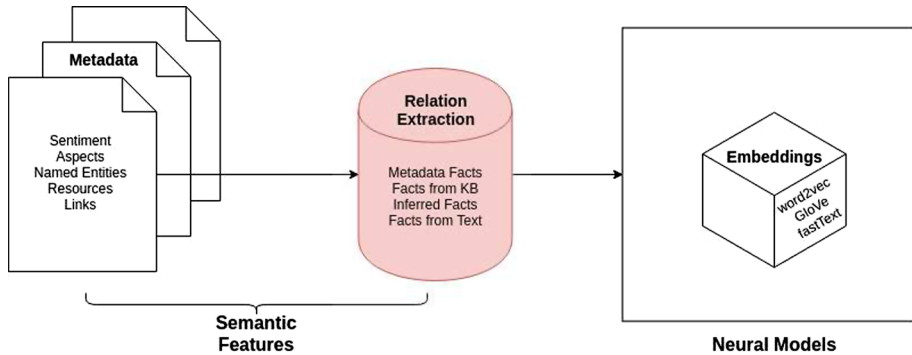 Metadata
Sentiment
Aspects
Named Entities
Resources
Links
Relation
Extraction
Metadata Facts
Facts from KB
Inferred Facts
Facts from Text
Embeddings
word2vec
GloVe
fastText
Semantic
Features
Neural Models